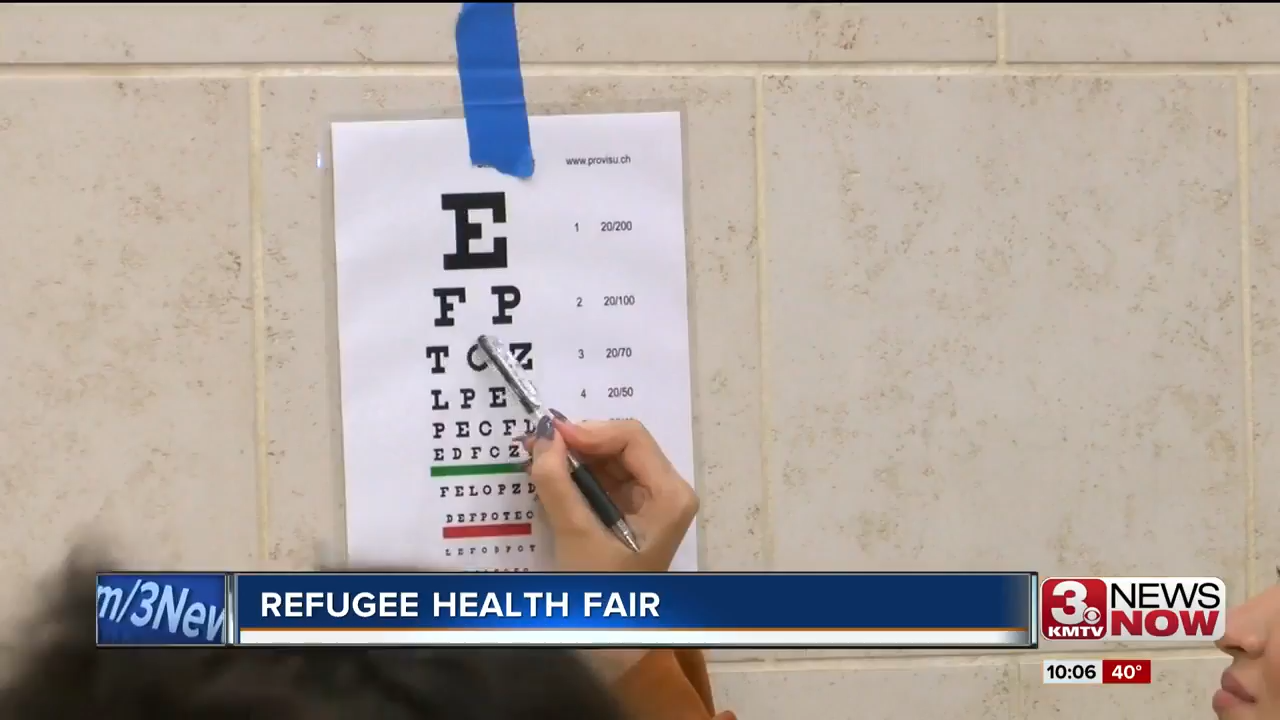 www.provisu.ch
E 1 20/200
F P 2 20/100
T O Z 3 20/70
L P E 4 20/50
P E C F
E D F C Z
F E L O P Z D
D E F P O T E C
L E F O D P C T
m/3New
REFUGEE HEALTH FAIR
3 NEWS
KMTV NOW
10:06 40°